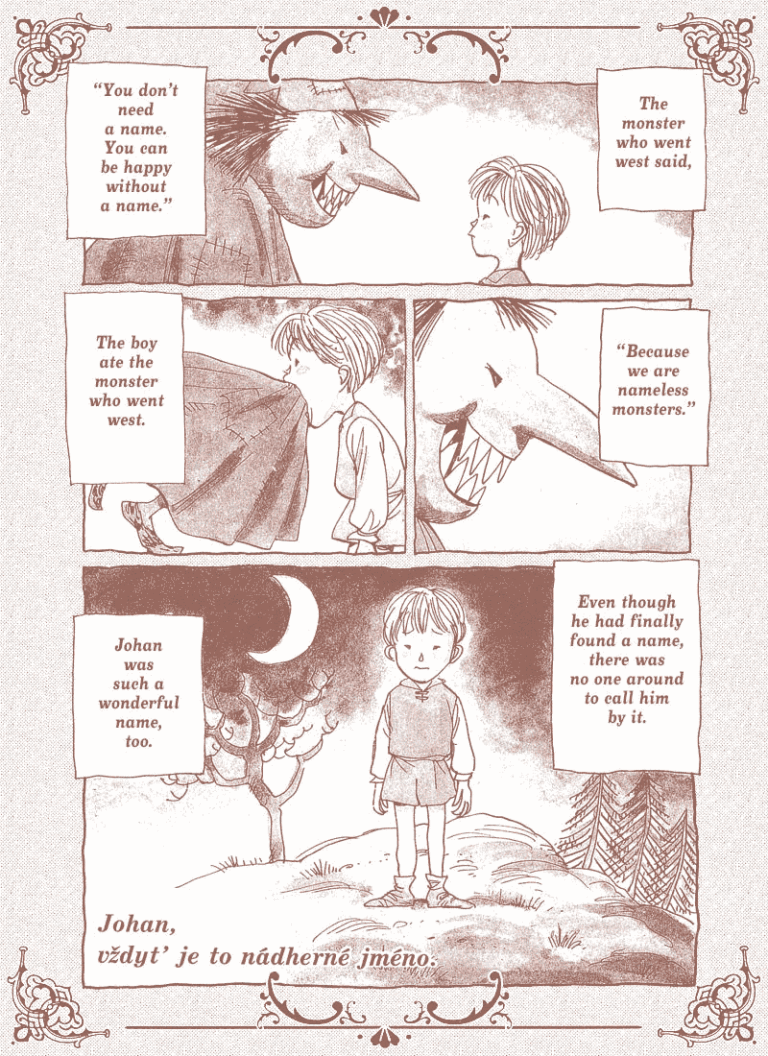 The
monster
who went
west said,
“You don’t
need
a name.
You can
be happy
without
a name.”
“Because
we are
nameless
monsters.”
The boy
ate the
monster
who went
west.
Even though
he had finally
found a name,
there was
no one around
to call him
by it.
Johan
was
such a
wonderful
name,
too.
Johan,
vždyt’ je to nádherné jméno.